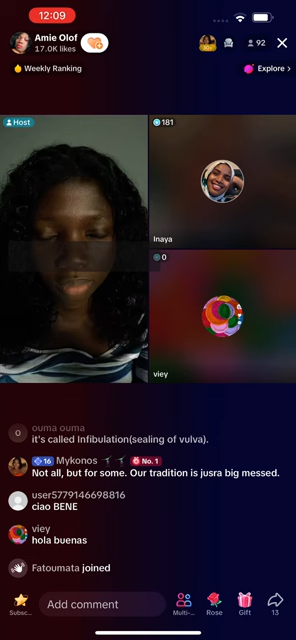 12:09
Amie Olof
17.0K likes
92
Weekly Ranking
Explore >
Host
181
Inaya
0
viey
ouma ouma
it's called Infibulation(sealing of vulva).
16 Mykonos No. 1
Not all, but for some. Our tradition is jusra big messed.
user5779146698816
ciao BENE
viey
hola buenas
Fatoumata joined
Subsc...
Add comment
Multi-...
Rose
Gift
13